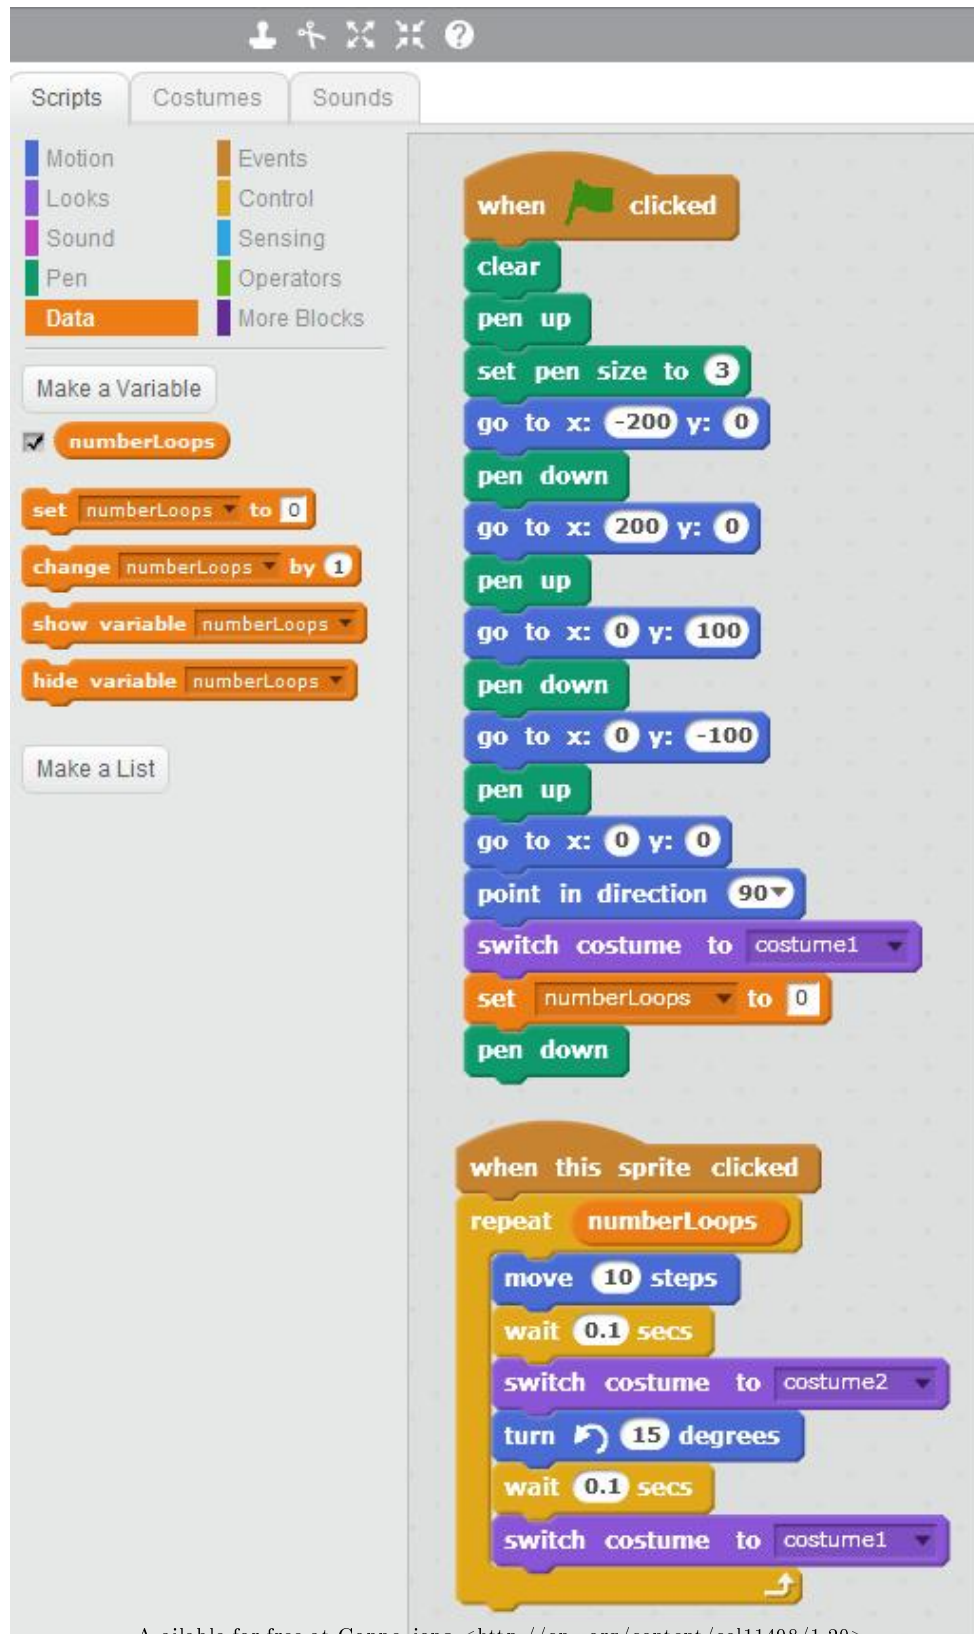 Scripts Costumes Sounds
Motion Events
Looks Control
Sound Sensing
Pen Operators
Data More Blocks
Make a Variable
numberLoops
set numberLoops to 0
change numberLoops by 1
show variable numberLoops
hide variable numberLoops
Make a List
when clicked
clear
pen up
set pen size to 3
go to x: -200 y: 0
pen down
go to x: 200 y: 0
pen up
go to x: 0 y: 100
pen down
go to x: 0 y: -100
pen up
go to x: 0 y: 0
point in direction 90
switch costume to costume1
set numberLoops to 0
pen down
when this sprite clicked
repeat numberLoops
move 10 steps
wait 0.1 secs
switch costume to costume2
turn 15 degrees
wait 0.1 secs
switch costume to costume1
for free at